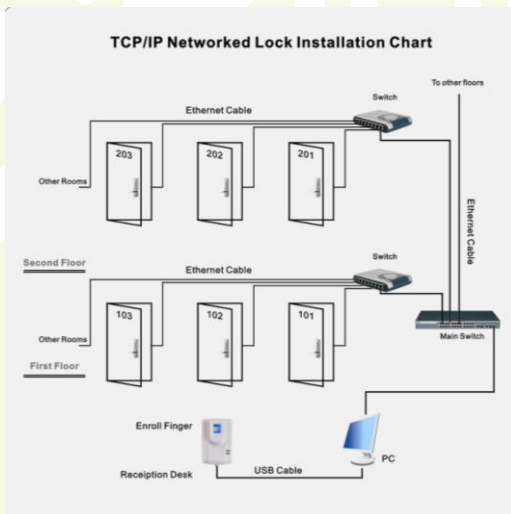 TCP/IP Networked Lock Installation Chart
To other floors
Switch
Ethernet Cable
203
202
201
Other Rooms
Ethernet Cable
Second Floor
Switch
Ethernet Cable
103
102
101
Main Switch
Other Rooms
First Floor
Enroll Finger
PC
Receiption Desk
USB Cable